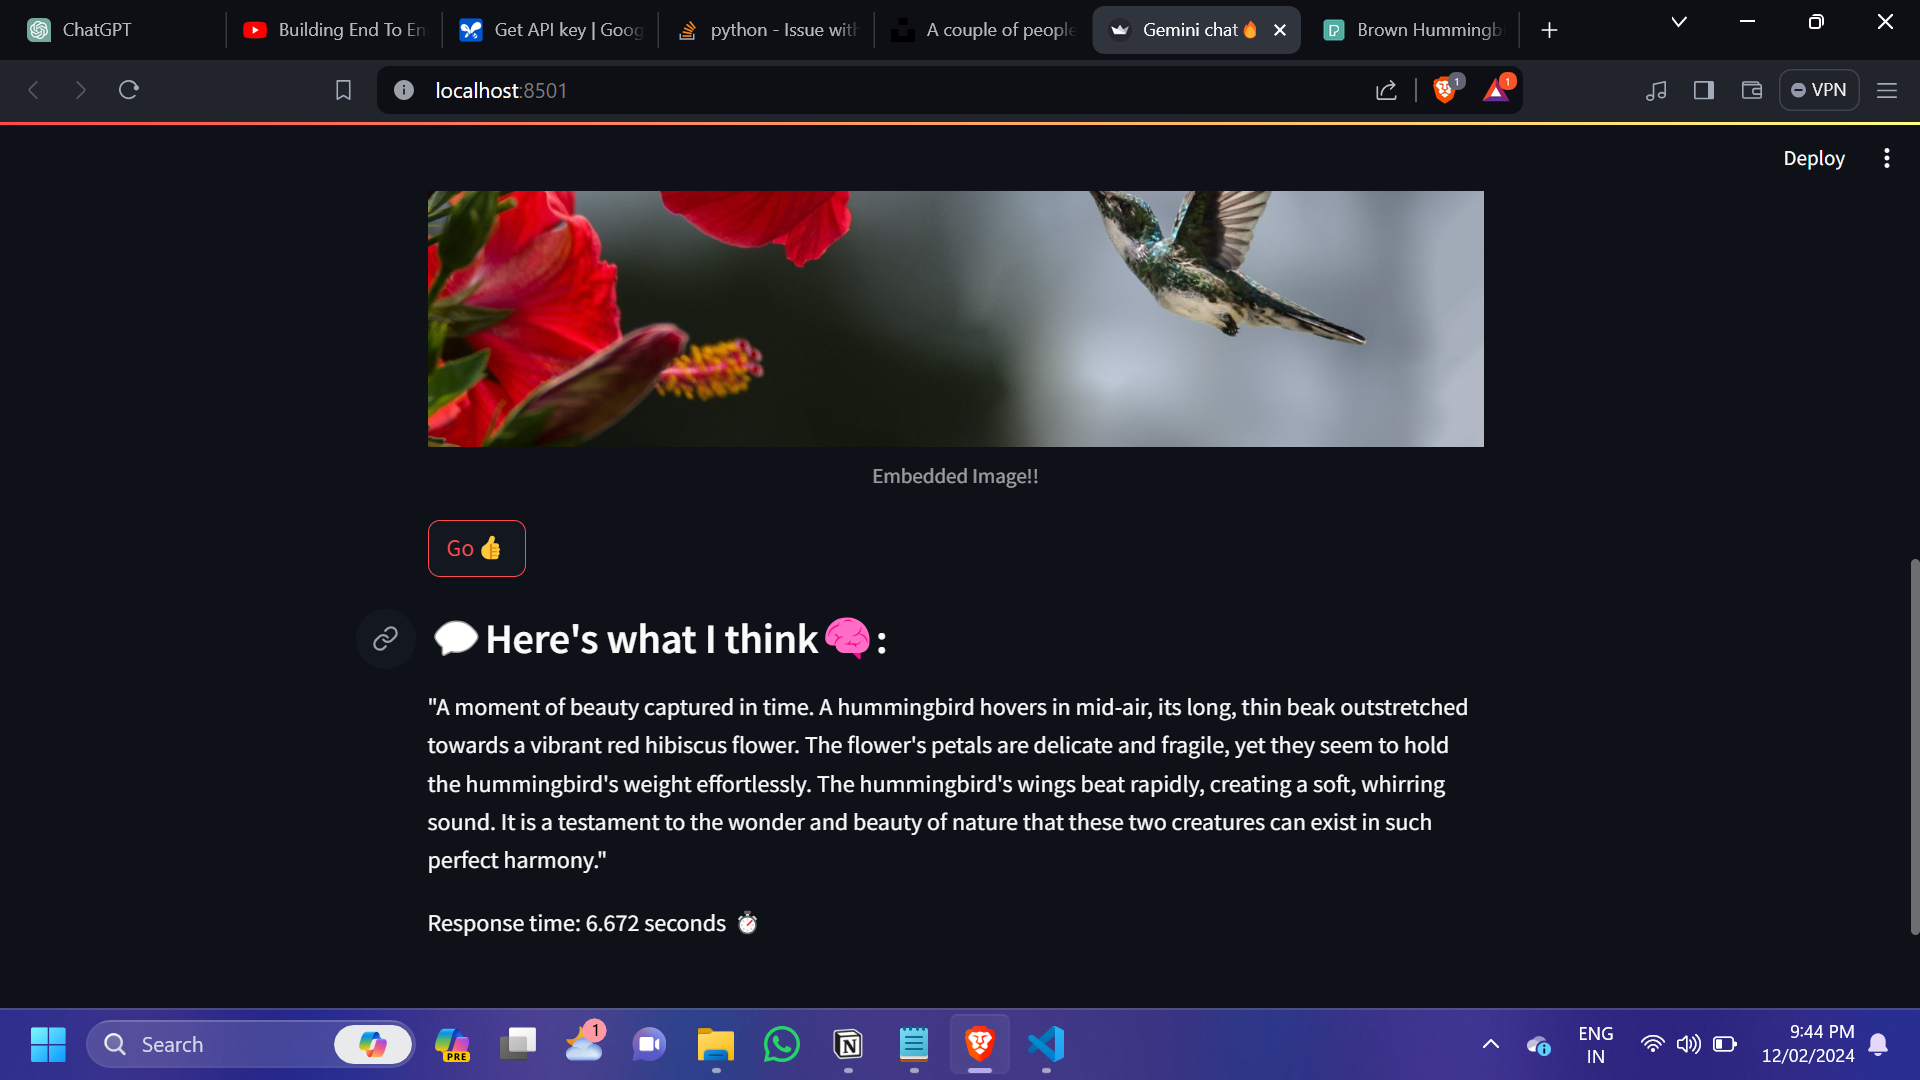 ChatGPT
Building End To En
Get API key | Goog
python - Issue with
A couple of people
Gemini chat🔥
Brown Hummingb
localhost:8501
1
1
VPN
Deploy
Embedded Image!!
Go 👍
💬Here's what I think🧠:
"A moment of beauty captured in time. A hummingbird hovers in mid-air, its long, thin beak outstretched
towards a vibrant red hibiscus flower. The flower's petals are delicate and fragile, yet they seem to hold
the hummingbird's weight effortlessly. The hummingbird's wings beat rapidly, creating a soft, whirring
sound. It is a testament to the wonder and beauty of nature that these two creatures can exist in such
perfect harmony."
Response time: 6.672 seconds ⏱️
Search
PRE
1
ENG
IN
9:44 PM
12/02/2024